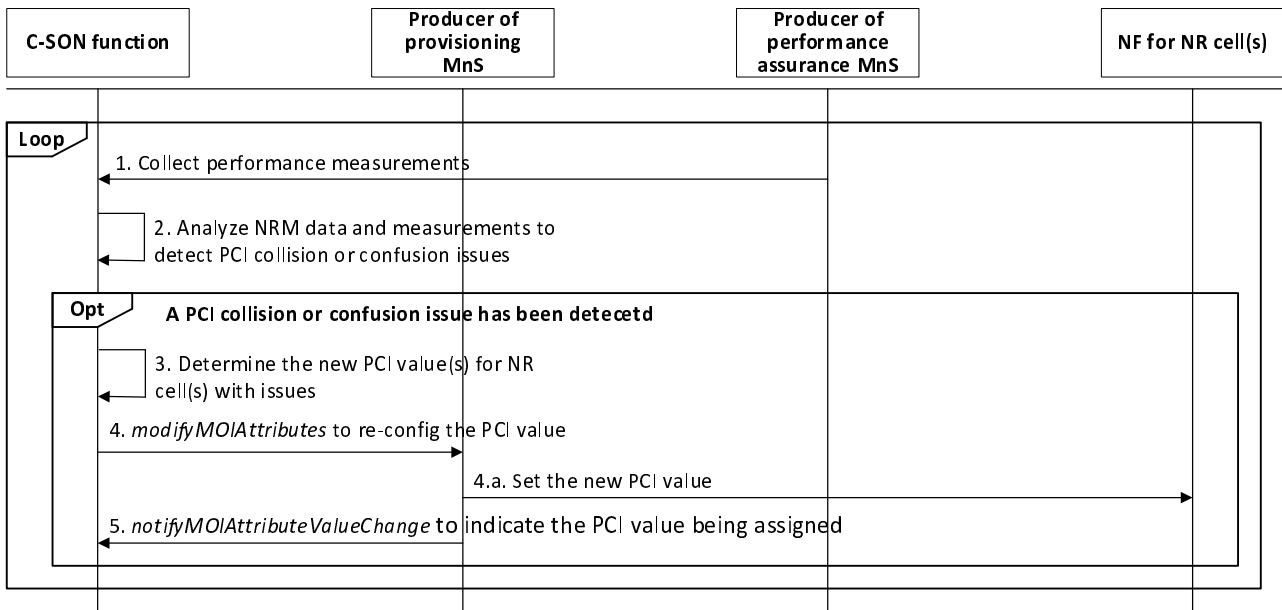 C-SON function
Producer of
provisioning
MnS
Producer of
performance
assurance MnS
NF for NR cell(s)
Loop
1. Collect performance measurements
2. Analyze NRM data and measurements to
detect PCI collision or confusion issues
Opt
A PCI collision or confusion issue has been detecetd
3. Determine the new PCI value(s) for NR
cell(s) with issues
4. modifyMOIAttributes to re-config the PCI value
4.a. Set the new PCI value
5. notifyMOIAttributeValueChange to indicate the PCI value being assigned